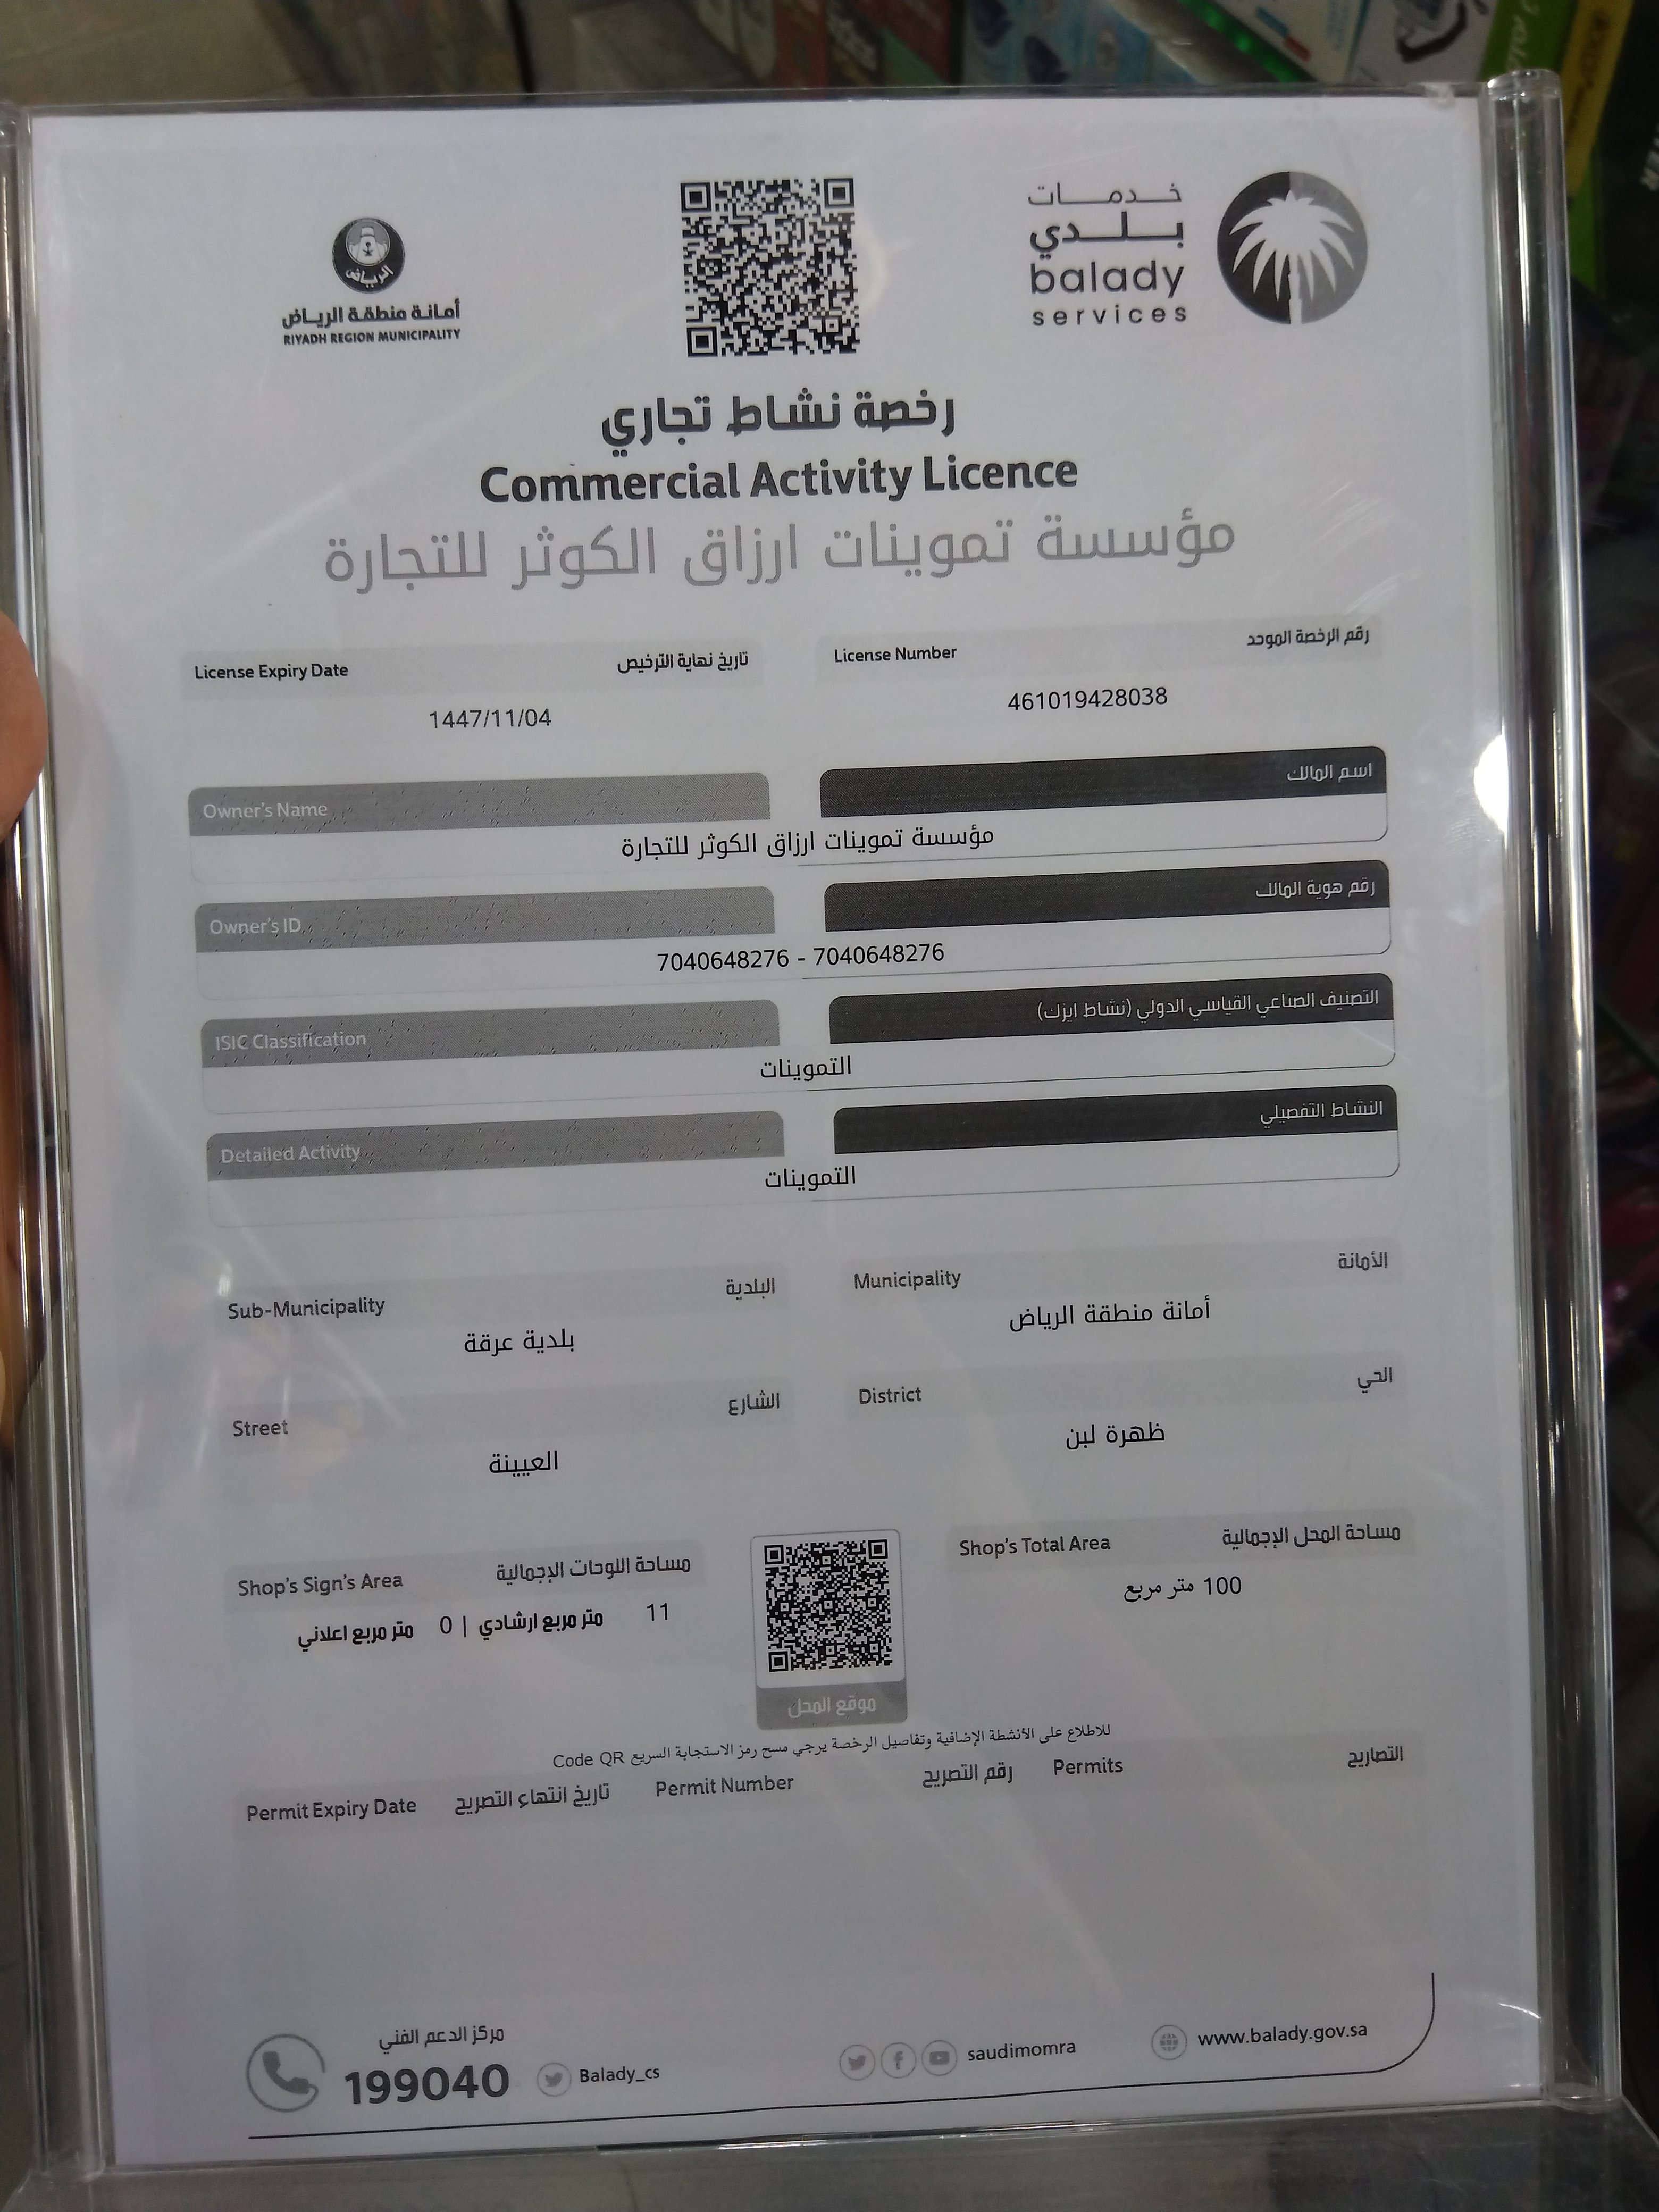 خدمات
بلدي
balady
services
الرياض
أمانة منطقة الرياض
RIYADH REGION MUNICIPALITY
رخصة نشاط تجاري
Commercial Activity Licence
مؤسسة تموينات ارزاق الكوثر للتجارة
رقم الرخصة الموحد License Number
461019428038
تاريخ نهاية الترخيص License Expiry Date
1447/11/04
اسم المالك Owner's Name
مؤسسة تموينات ارزاق الكوثر للتجارة
رقم هوية المالك Owner's ID
7040648276 - 7040648276
التصنيف الصناعي القياسي الدولي (نشاط ايزك) ISIC Classification
التموينات
النشاط التفصيلي Detailed Activity
التموينات
الأمانة Municipality
أمانة منطقة الرياض
البلدية Sub-Municipality
بلدية عرقة
الحي District
ظهرة لبن
الشارع Street
العيينة
مساحة المحل الإجمالية Shop's Total Area
100 متر مربع
مساحة اللوحات الإجمالية Shop's Sign's Area
11 متر مربع ارشادي | 0 متر مربع اعلاني
موقع المحل
للاطلاع على الأنشطة الإضافية وتفاصيل الرخصة يرجي مسح رمز الاستجابة السريع Code QR
التصاريح Permits رقم التصريح Permit Number تاريخ انتهاء التصريح Permit Expiry Date
www.balady.gov.sa
saudimomra
Balady_cs
مركز الدعم الفني
199040